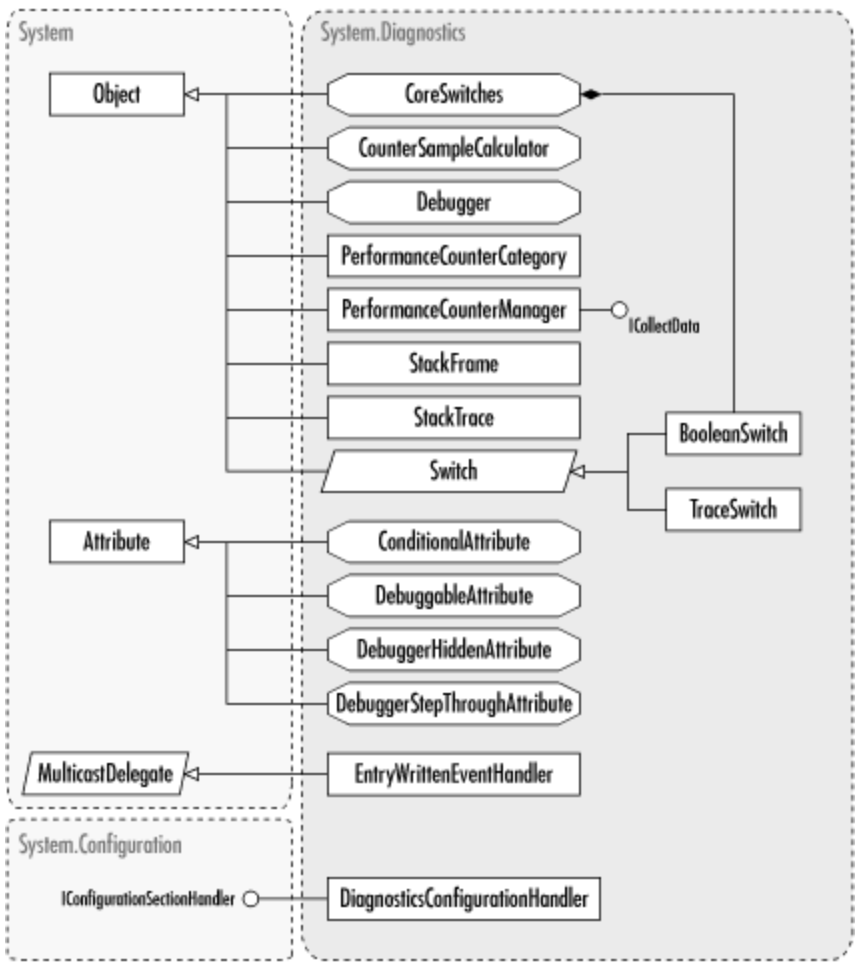 System
System.Diagnostics
Object
CoreSwitches
CounterSampleCalculator
Debugger
PerformanceCounterCategory
PerformanceCounterManager
ICollectData
StackFrame
StackTrace
BooleanSwitch
Switch
TraceSwitch
Attribute
ConditionalAttribute
DebuggableAttribute
DebuggerHiddenAttribute
DebuggerStepThroughAttribute
MulticastDelegate
EntryWrittenEventHandler
System.Configuration
IConfigurationSectionHandler
DiagnosticsConfigurationHandler